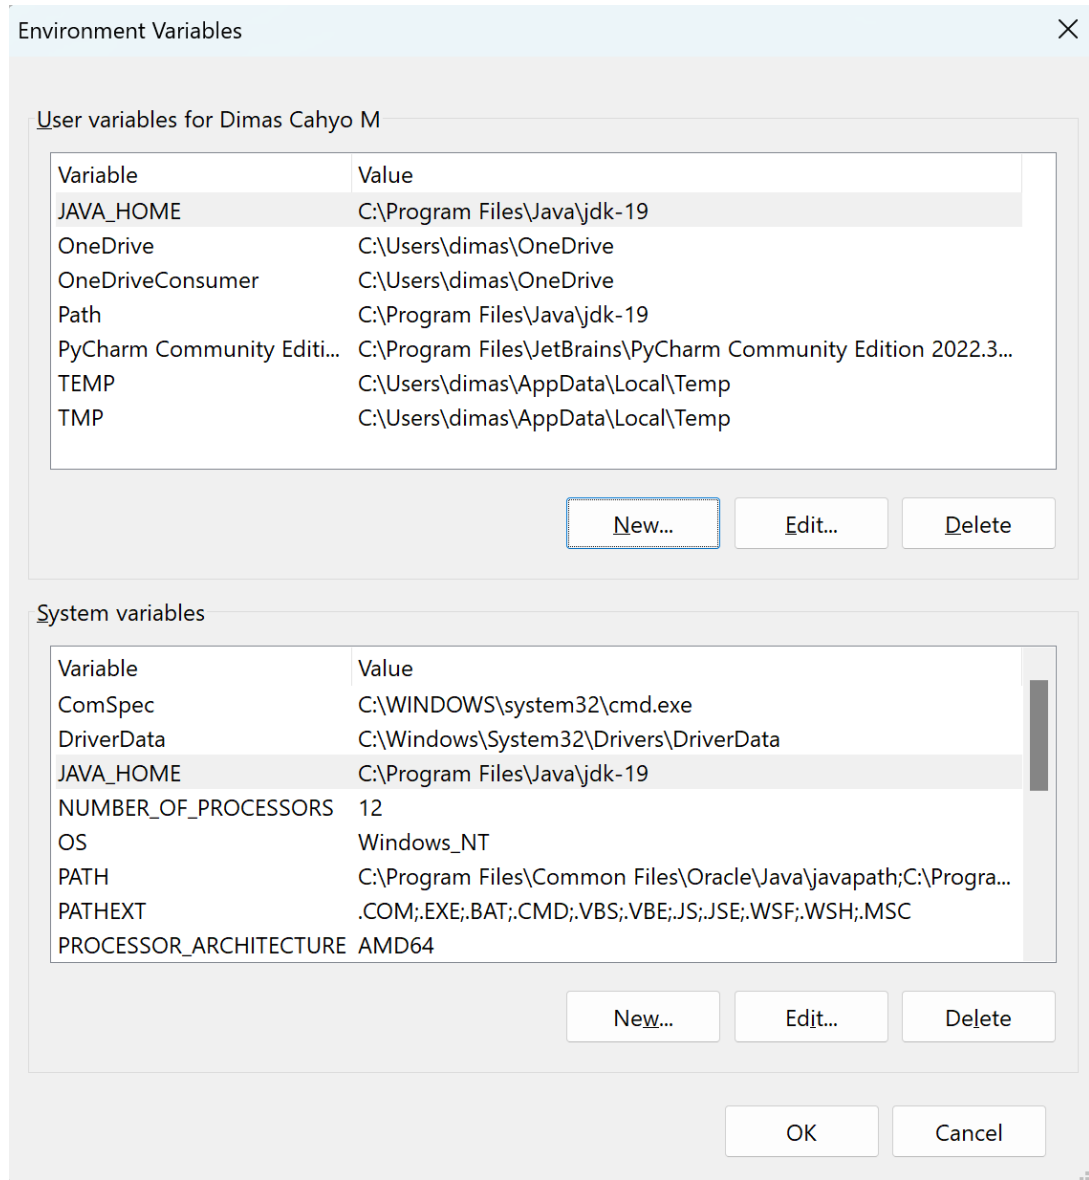 Environment Variables
User variables for Dimas Cahyo M
Variable Value
JAVA_HOME C:\Program Files\Java\jdk-19
OneDrive C:\Users\dimas\OneDrive
OneDriveConsumer C:\Users\dimas\OneDrive
Path C:\Program Files\Java\jdk-19
PyCharm Community Editi... C:\Program Files\JetBrains\PyCharm Community Edition 2022.3...
TEMP C:\Users\dimas\AppData\Local\Temp
TMP C:\Users\dimas\AppData\Local\Temp
New... Edit... Delete
System variables
Variable Value
ComSpec C:\WINDOWS\system32\cmd.exe
DriverData C:\Windows\System32\Drivers\DriverData
JAVA_HOME C:\Program Files\Java\jdk-19
NUMBER_OF_PROCESSORS 12
OS Windows_NT
PATH C:\Program Files\Common Files\Oracle\Java\javapath;C:\Progra...
PATHEXT .COM;.EXE;.BAT;.CMD;.VBS;.VBE;.JS;.JSE;.WSF;.WSH;.MSC
PROCESSOR_ARCHITECTURE AMD64
New... Edit... Delete
OK Cancel